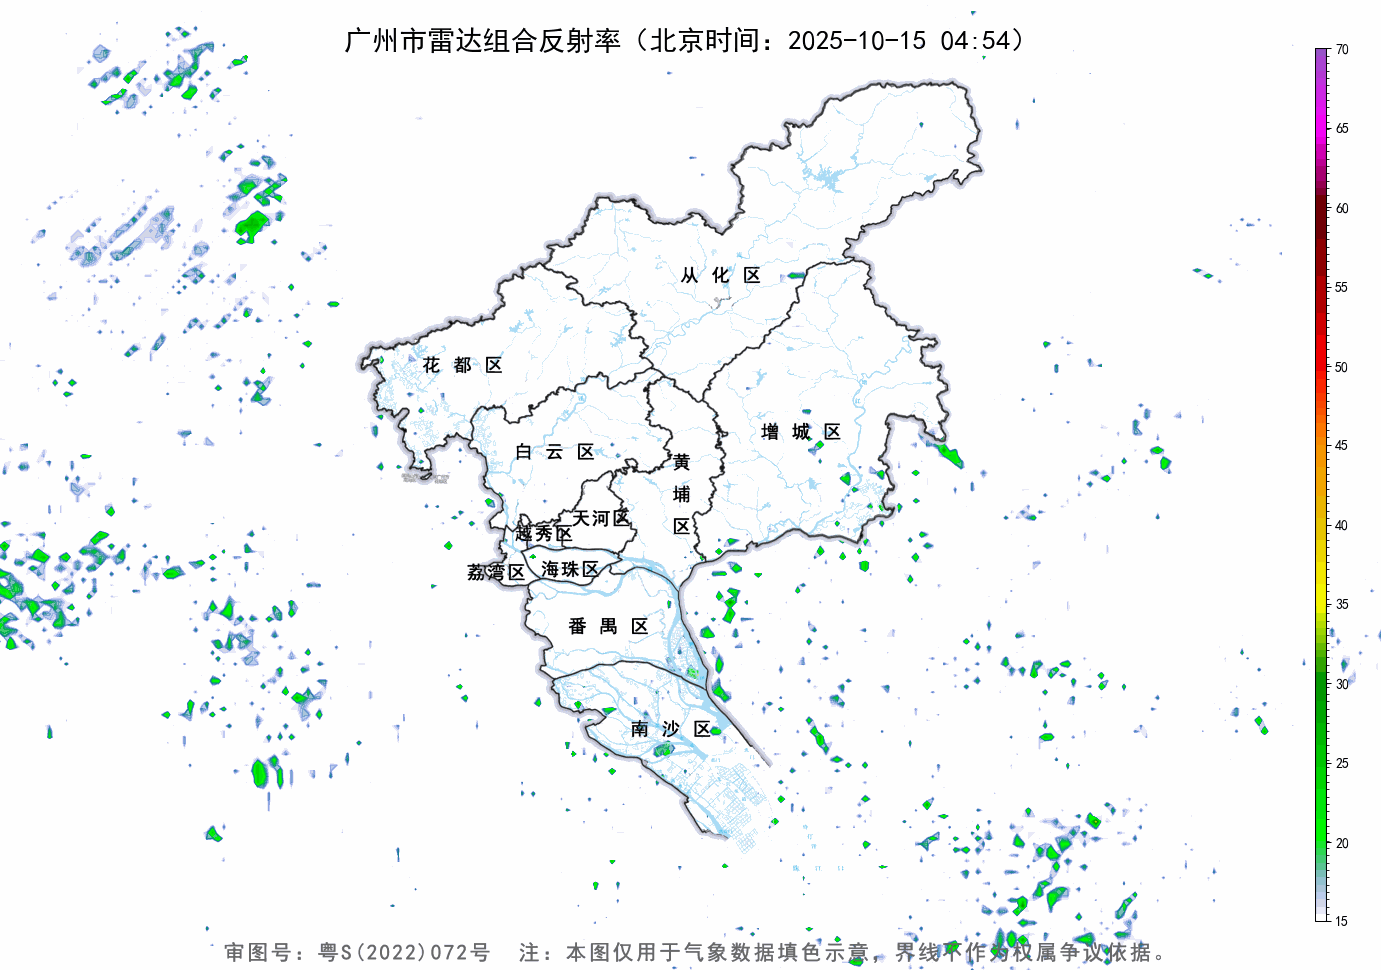 广州市雷达组合反射率（北京时间：2025-10-15 04:54）
70
65
60
55
50
45
40
35
30
25
20
15
从化区
花都区
增城区
白云区
黄埔区
天河区
越秀区
荔湾区
海珠区
番禺区
南沙区
审图号：粤S(2022)072号 注：本图仅用于气象数据填色示意，界线不作为权属争议依据。